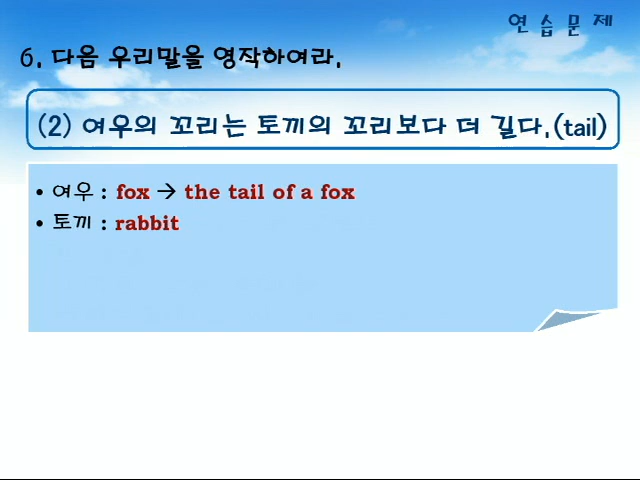 연 습 문 제
6. 다음 우리말을 영작하여라.
(2) 여우의 꼬리는 토끼의 꼬리보다 더 길다.(tail)
• 여우 : fox → the tail of a fox
• 토끼 : rabbit